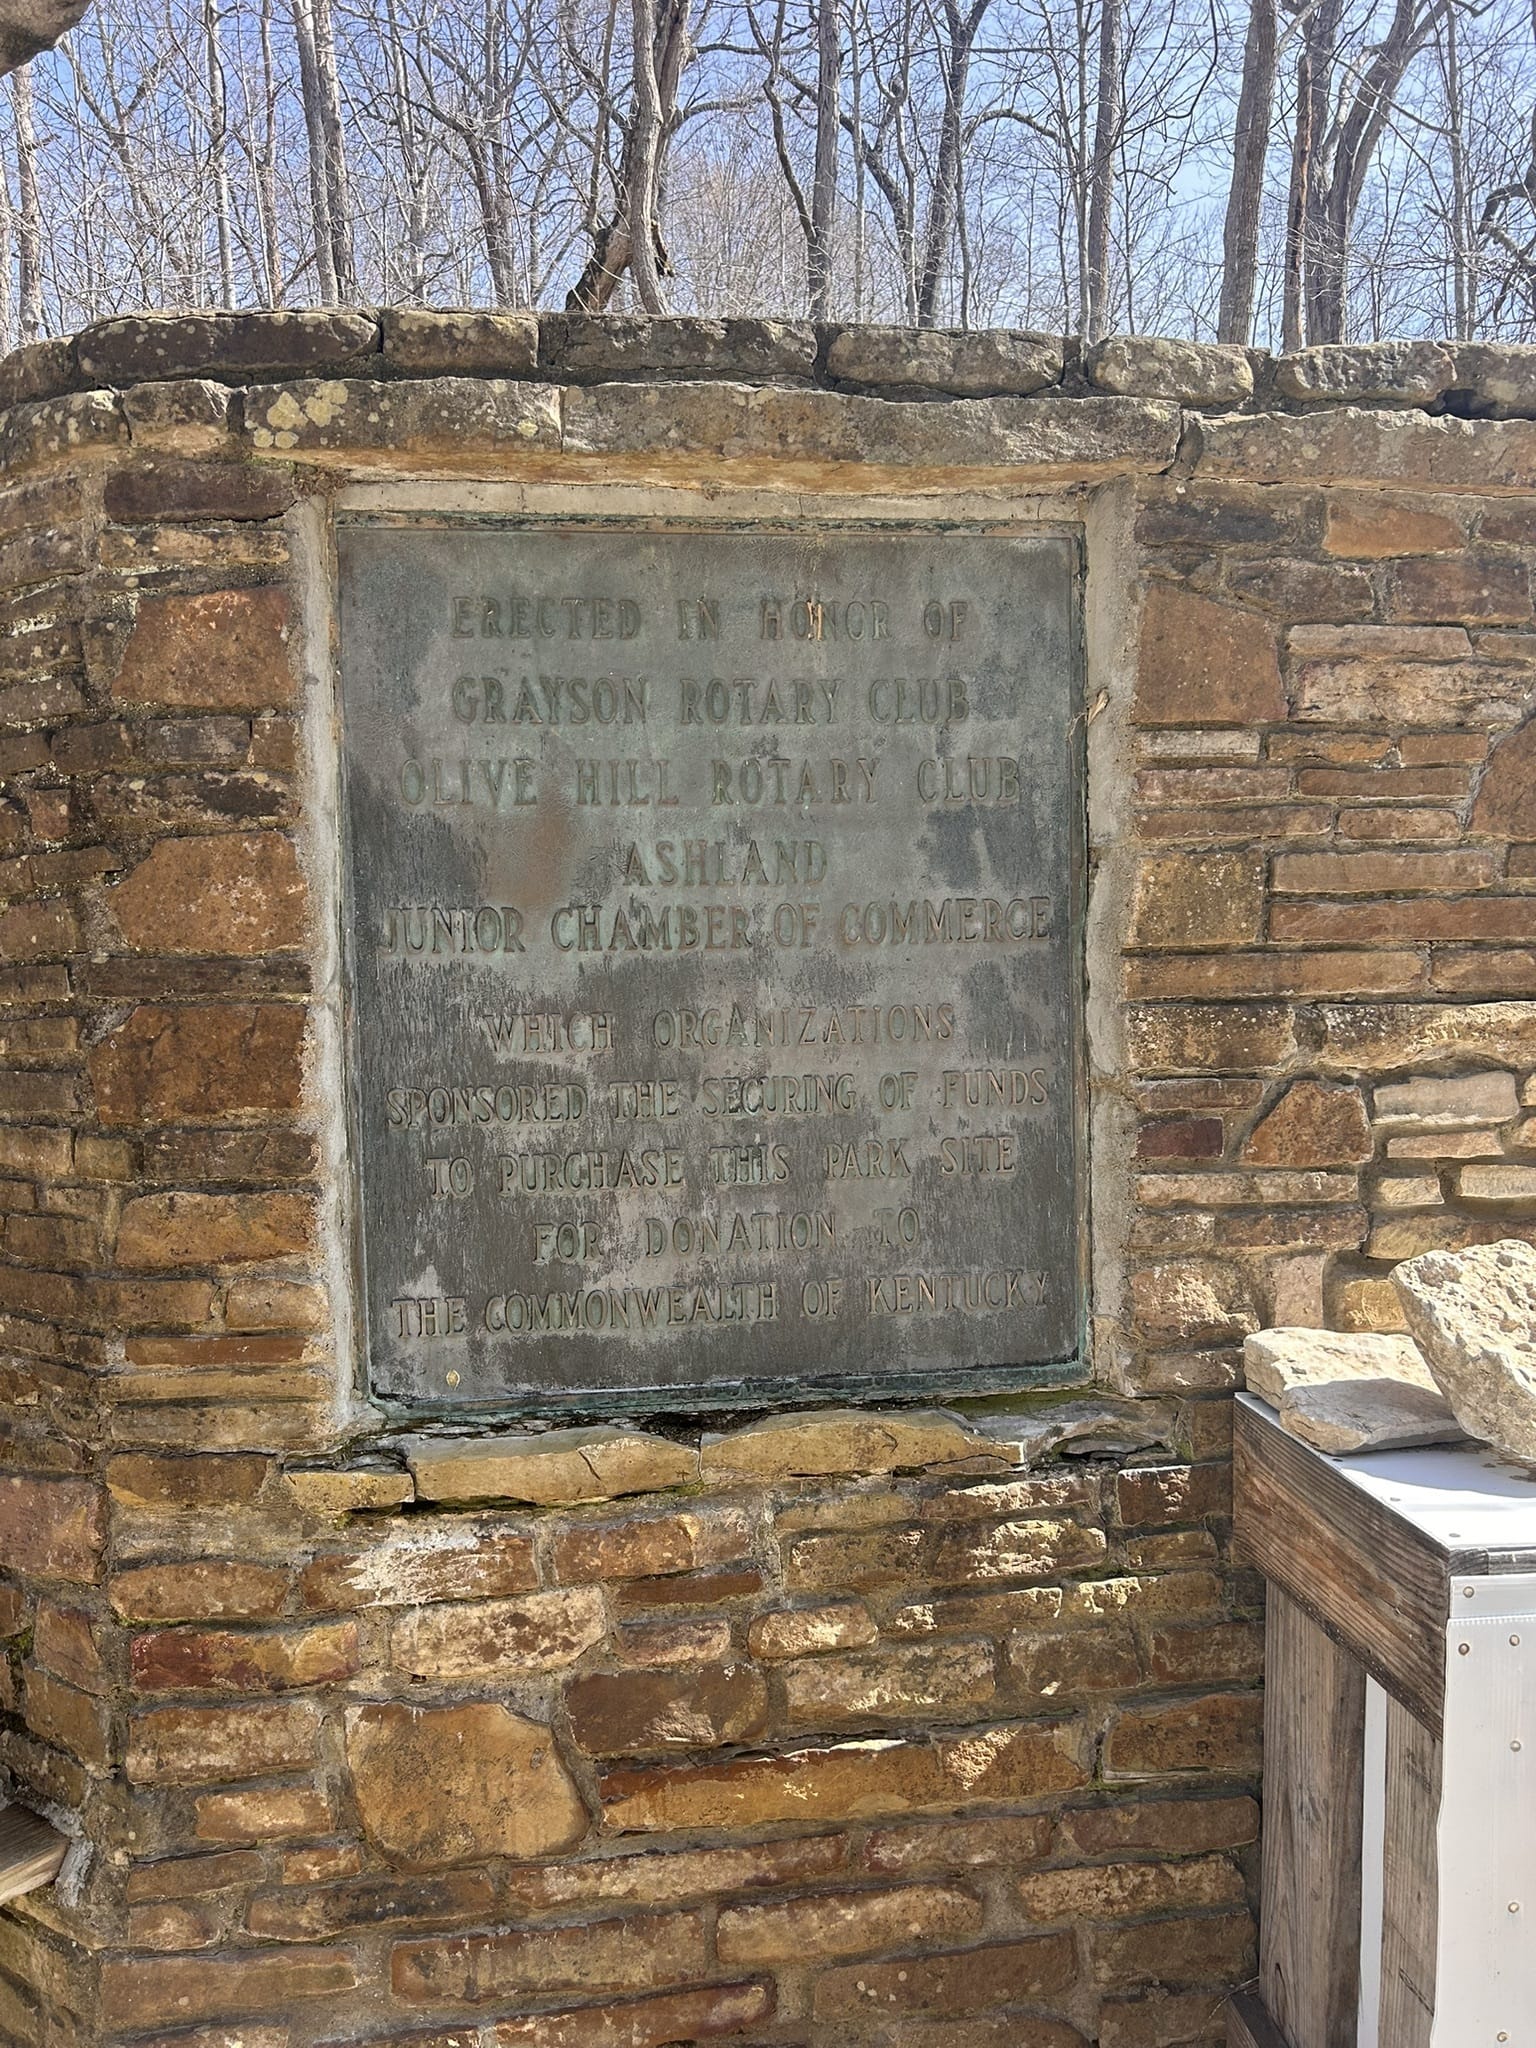 ERECTED IN HONOR OF
GRAYSON ROTARY CLUB
OLIVE HILL ROTARY CLUB
ASHLAND
JUNIOR CHAMBER OF COMMERCE
WHICH ORGANIZATIONS
SPONSORED THE SECURING OF FUNDS
TO PURCHASE THIS PARK SITE
FOR DONATION TO
THE COMMONWEALTH OF KENTUCKY